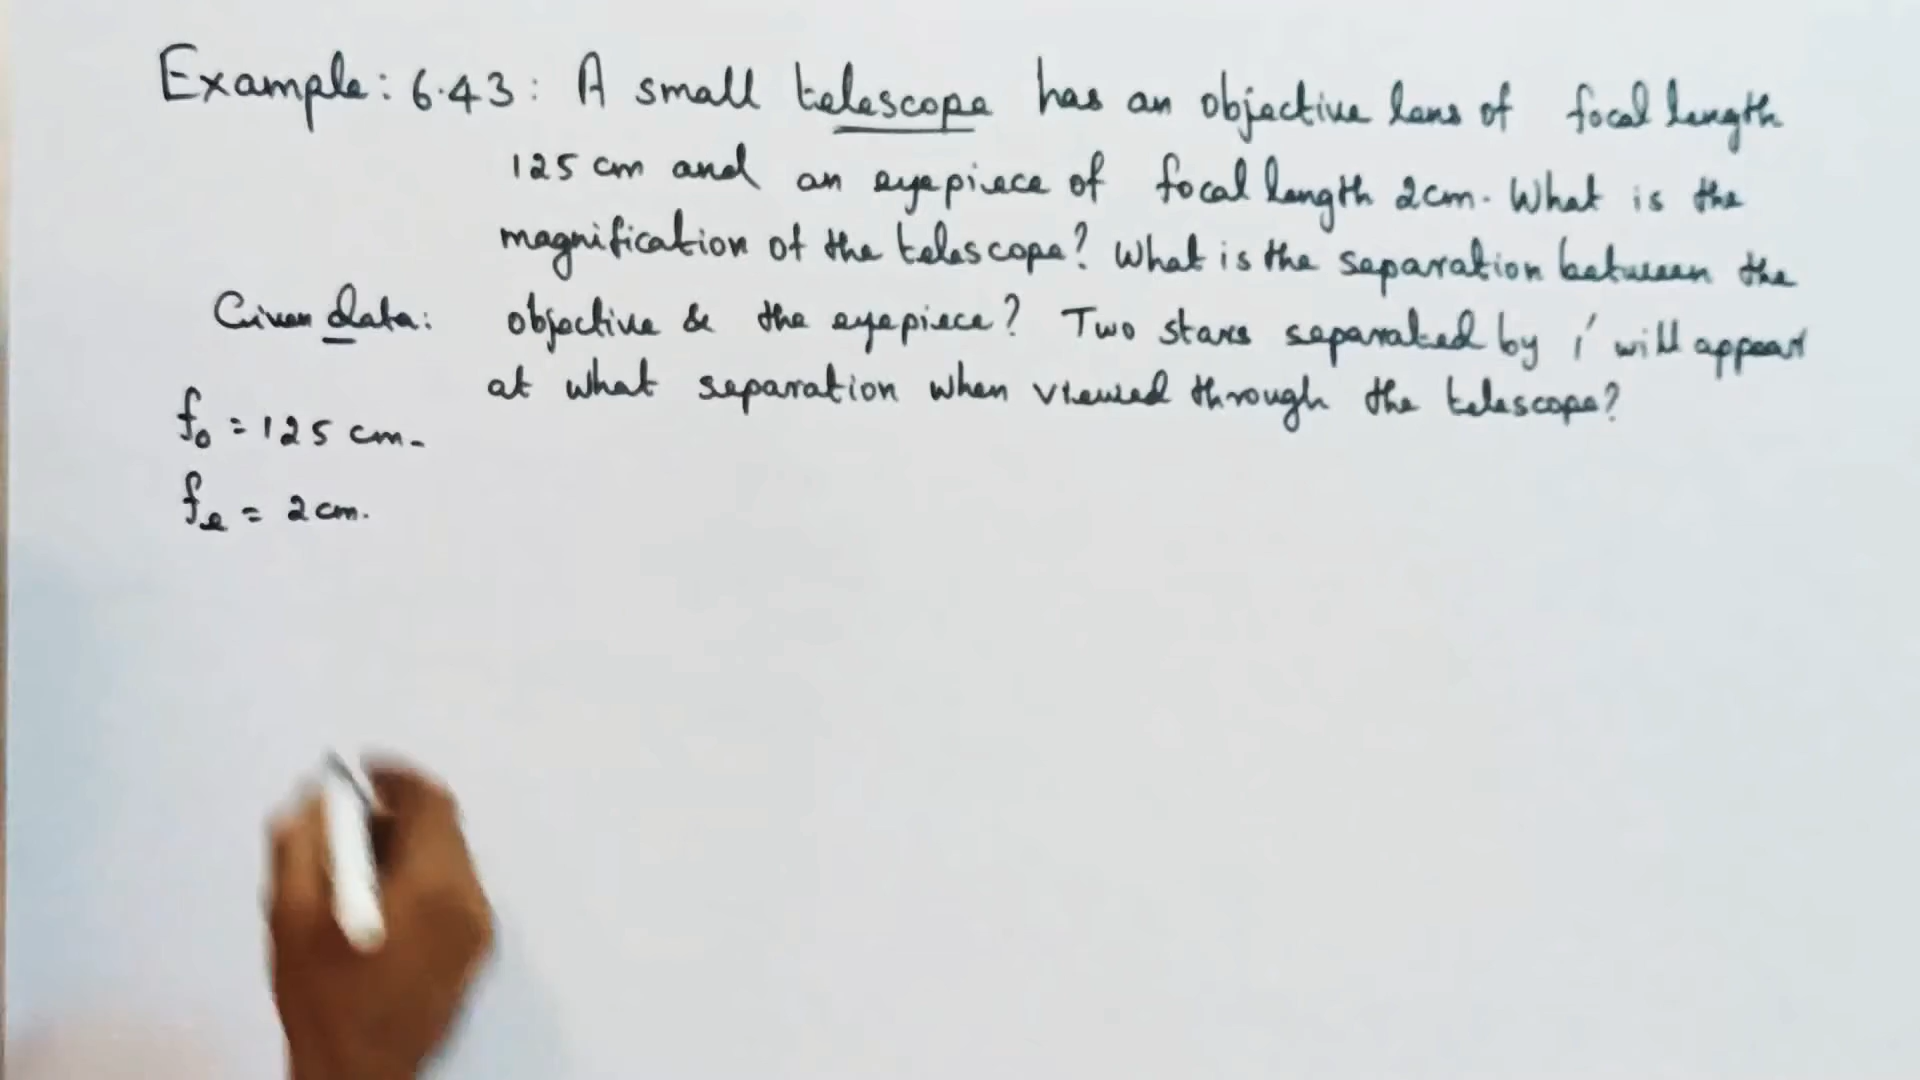 Example: 6.43: A small telescope has an objective lens of focal length
125 cm and an eyepiece of focal length 2cm. What is the
magnification of the telescope? What is the separation between the
objective & the eyepiece? Two stars separated by 1' will appear
at what separation when viewed through the telescope?
Given data:
fo = 125 cm.
fe = 2cm.